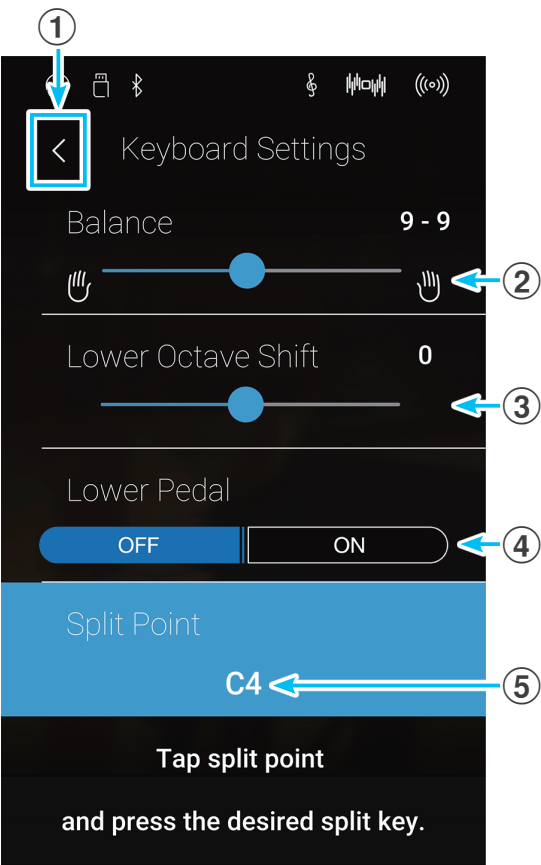 ①
< Keyboard Settings
Balance 9 - 9
②
Lower Octave Shift 0
③
Lower Pedal
OFF ON ④
Split Point
C4 ⑤
Tap split point
and press the desired split key.